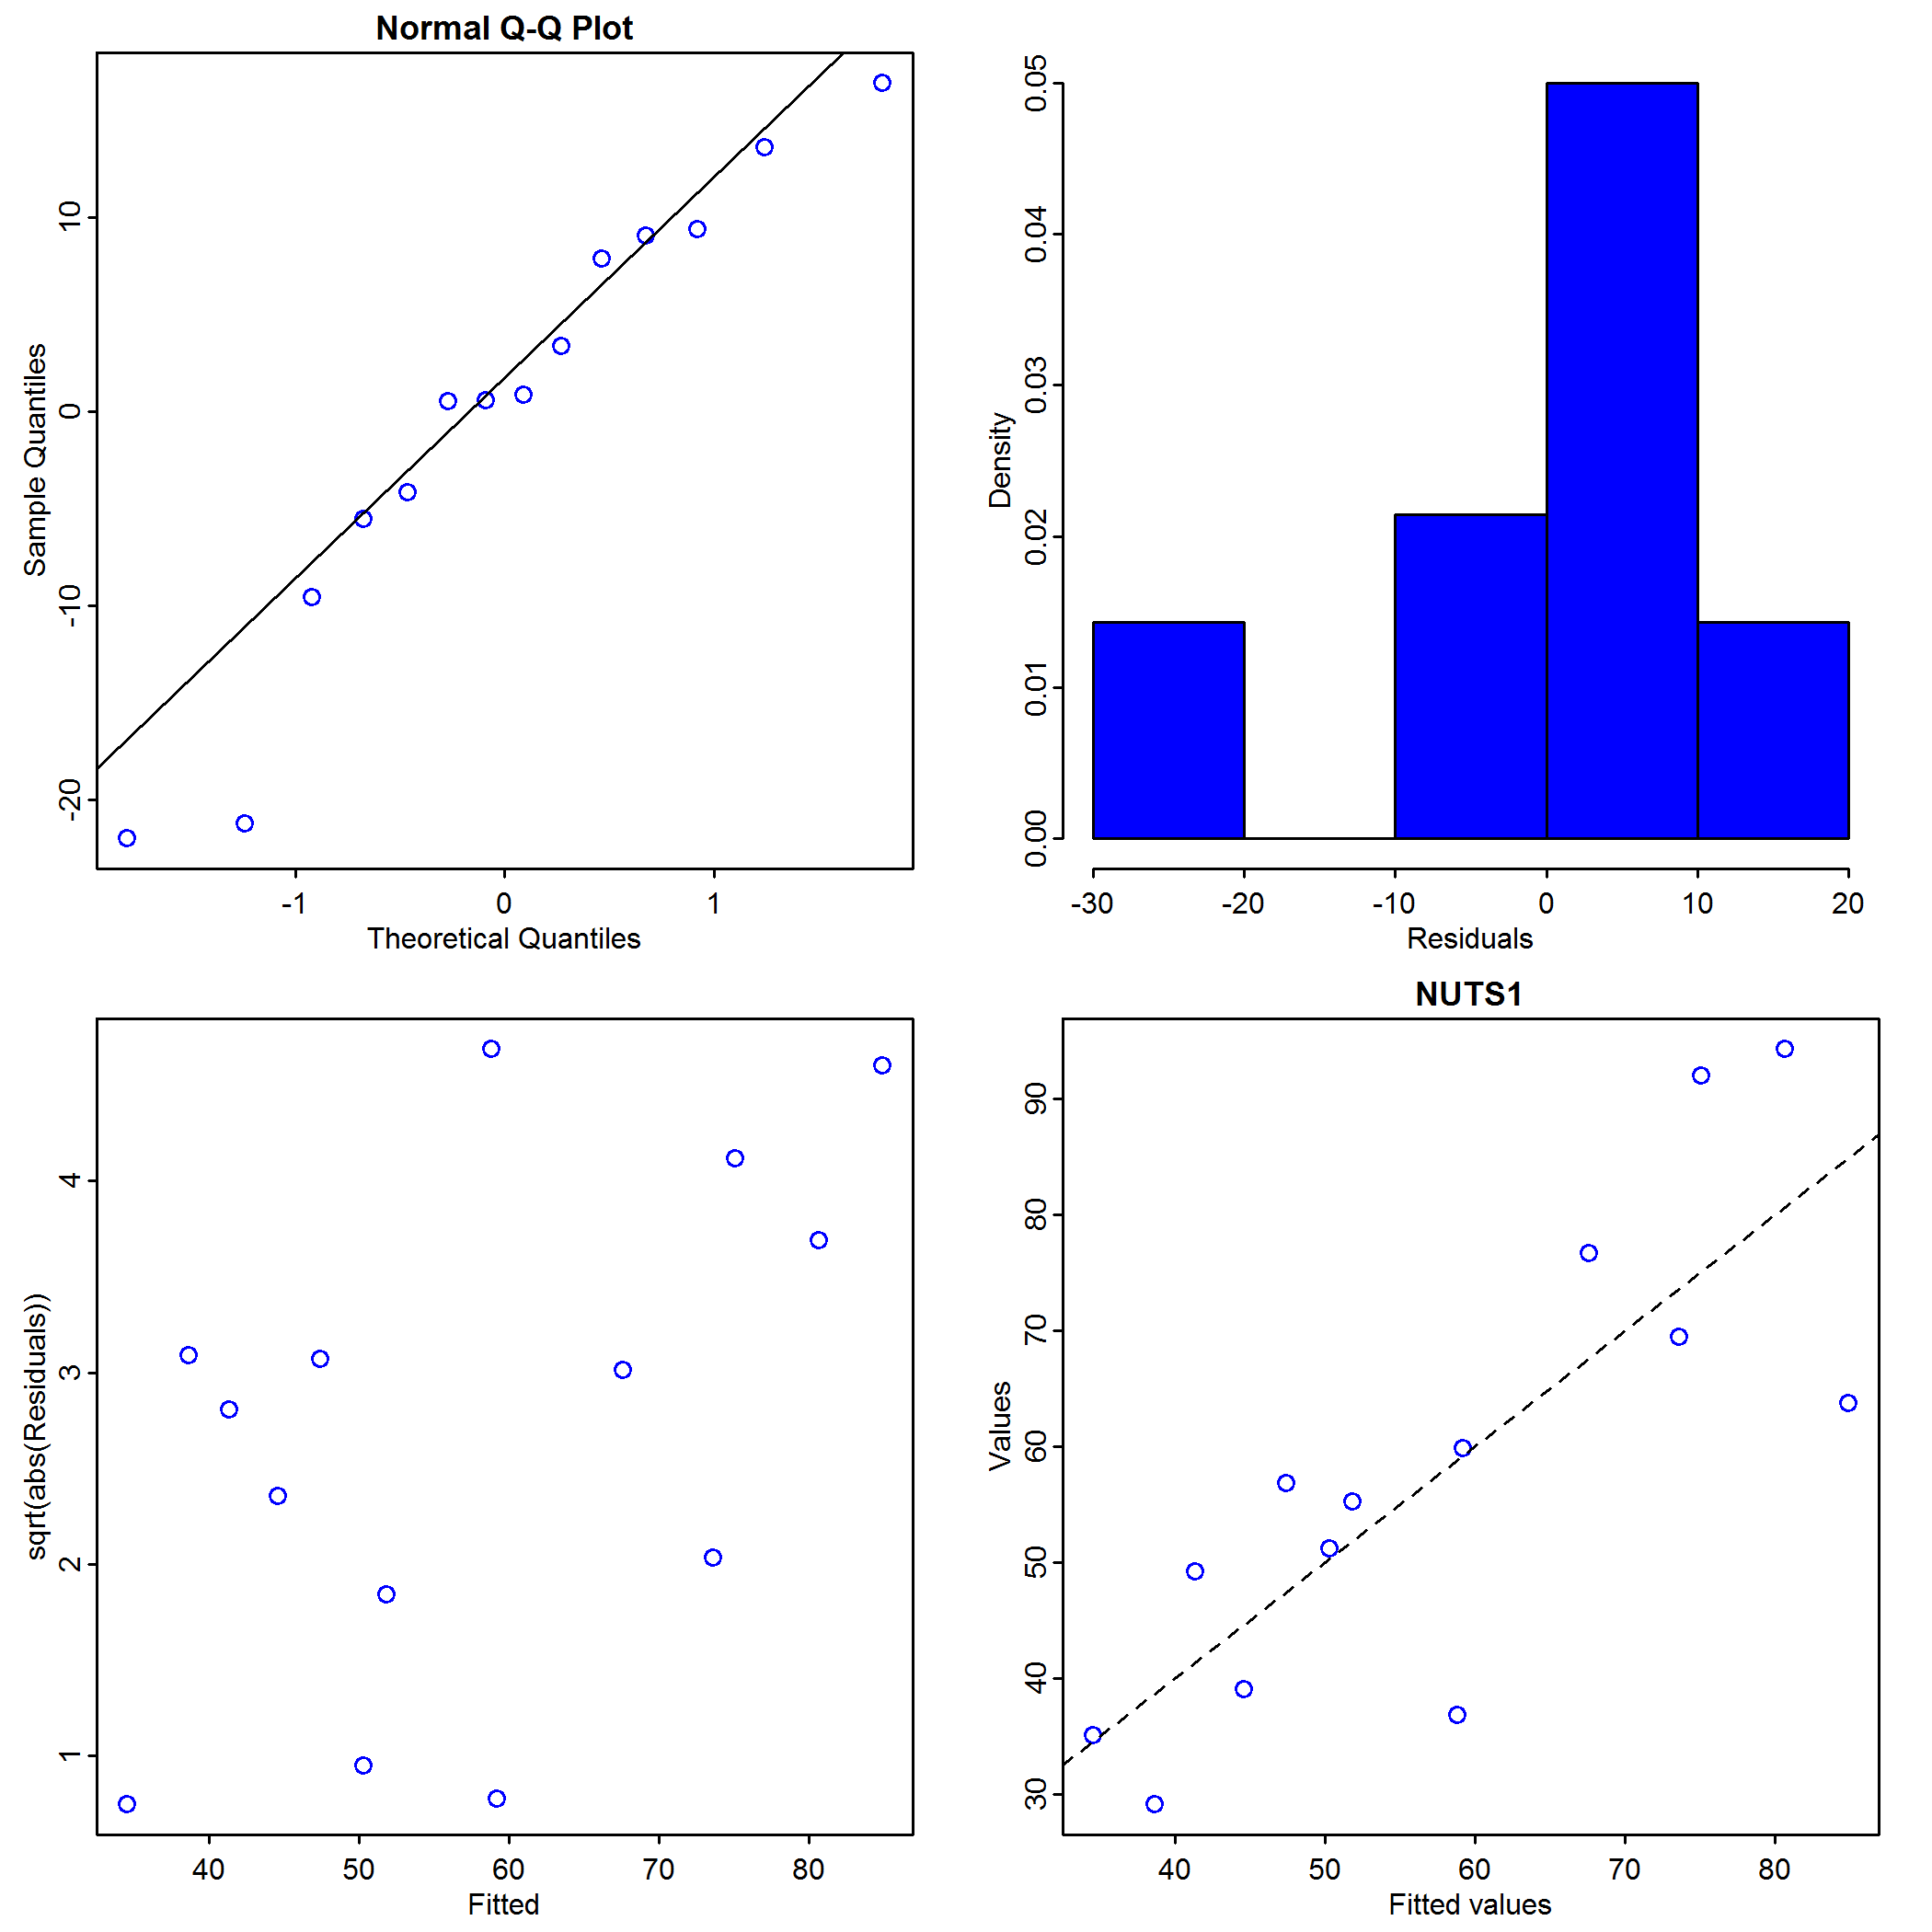 Normal Q-Q Plot
10
0
-10
-20
Sample Quantiles
-1 0 1
Theoretical Quantiles
0.05
0.04
0.03
0.02
0.01
0.00
Density
-30 -20 -10 0 10 20
Residuals
4
3
2
1
sqrt(abs(Residuals))
40 50 60 70 80
Fitted
NUTS1
90
80
70
60
50
40
30
Values
40 50 60 70 80
Fitted values